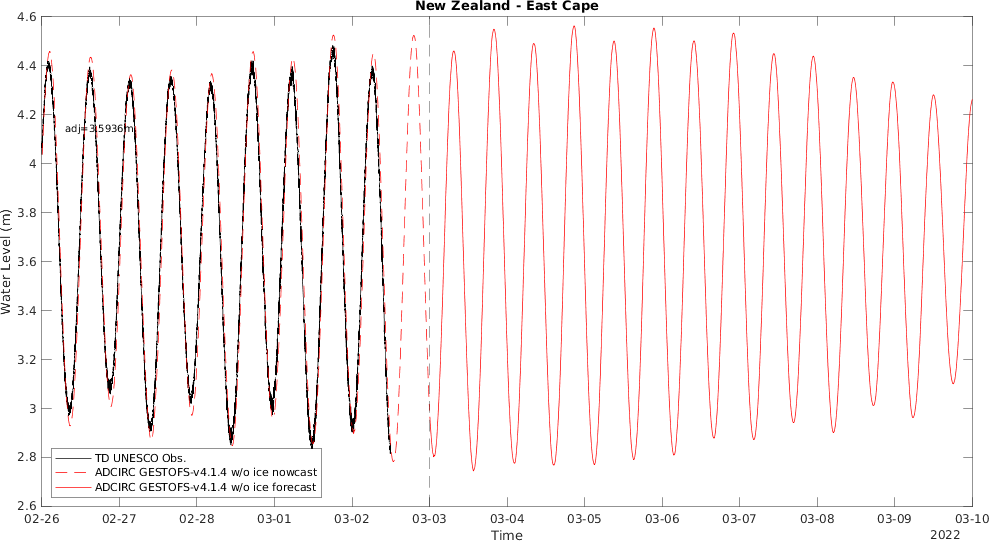 New Zealand - East Cape
4.6
4.4
4.2
4
3.8
3.6
3.4
3.2
3
2.8
2.6
Water Level (m)
adj=3.5936m
TD UNESCO Obs.
ADCIRC GESTOFS-v4.1.4 w/o ice nowcast
ADCIRC GESTOFS-v4.1.4 w/o ice forecast
02-26 02-27 02-28 03-01 03-02 03-03 03-04 03-05 03-06 03-07 03-08 03-09 03-10
Time
2022